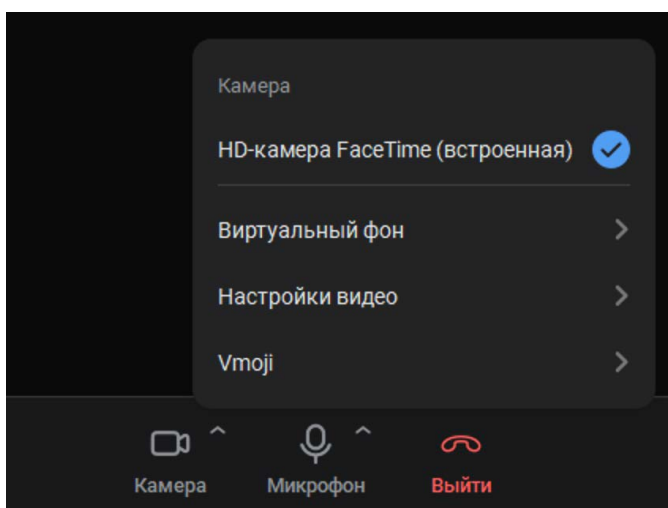 Камера
HD-камера FaceTime (встроенная)
Виртуальный фон
Настройки видео
Vmoji
Камера
Микрофон
Выйти